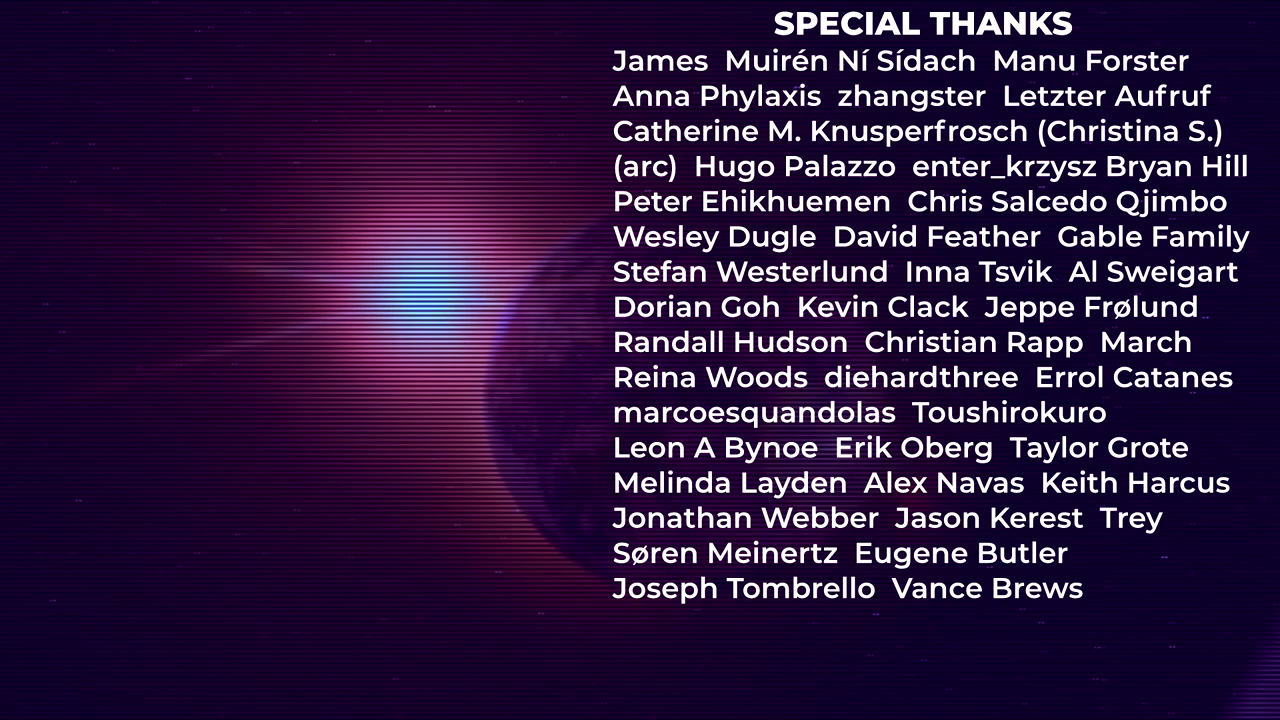 SPECIAL THANKS
James  Muirén Ní Sídach  Manu Forster
Anna Phylaxis  zhangster  Letzter Aufruf
Catherine M. Knusperfrosch (Christina S.)
(arc)  Hugo Palazzo  enter_krzysz Bryan Hill
Peter Ehikhuemen  Chris Salcedo Qjimbo
Wesley Dugle  David Feather  Gable Family
Stefan Westerlund  Inna Tsvik  Al Sweigart
Dorian Goh  Kevin Clack  Jeppe Frølund
Randall Hudson  Christian Rapp  March
Reina Woods  diehardthree  Errol Catanes
marcoesquandolas  Toushirokuro
Leon A Bynoe  Erik Oberg  Taylor Grote
Melinda Layden  Alex Navas  Keith Harcus
Jonathan Webber  Jason Kerest  Trey
Søren Meinertz  Eugene Butler
Joseph Tombrello  Vance Brews